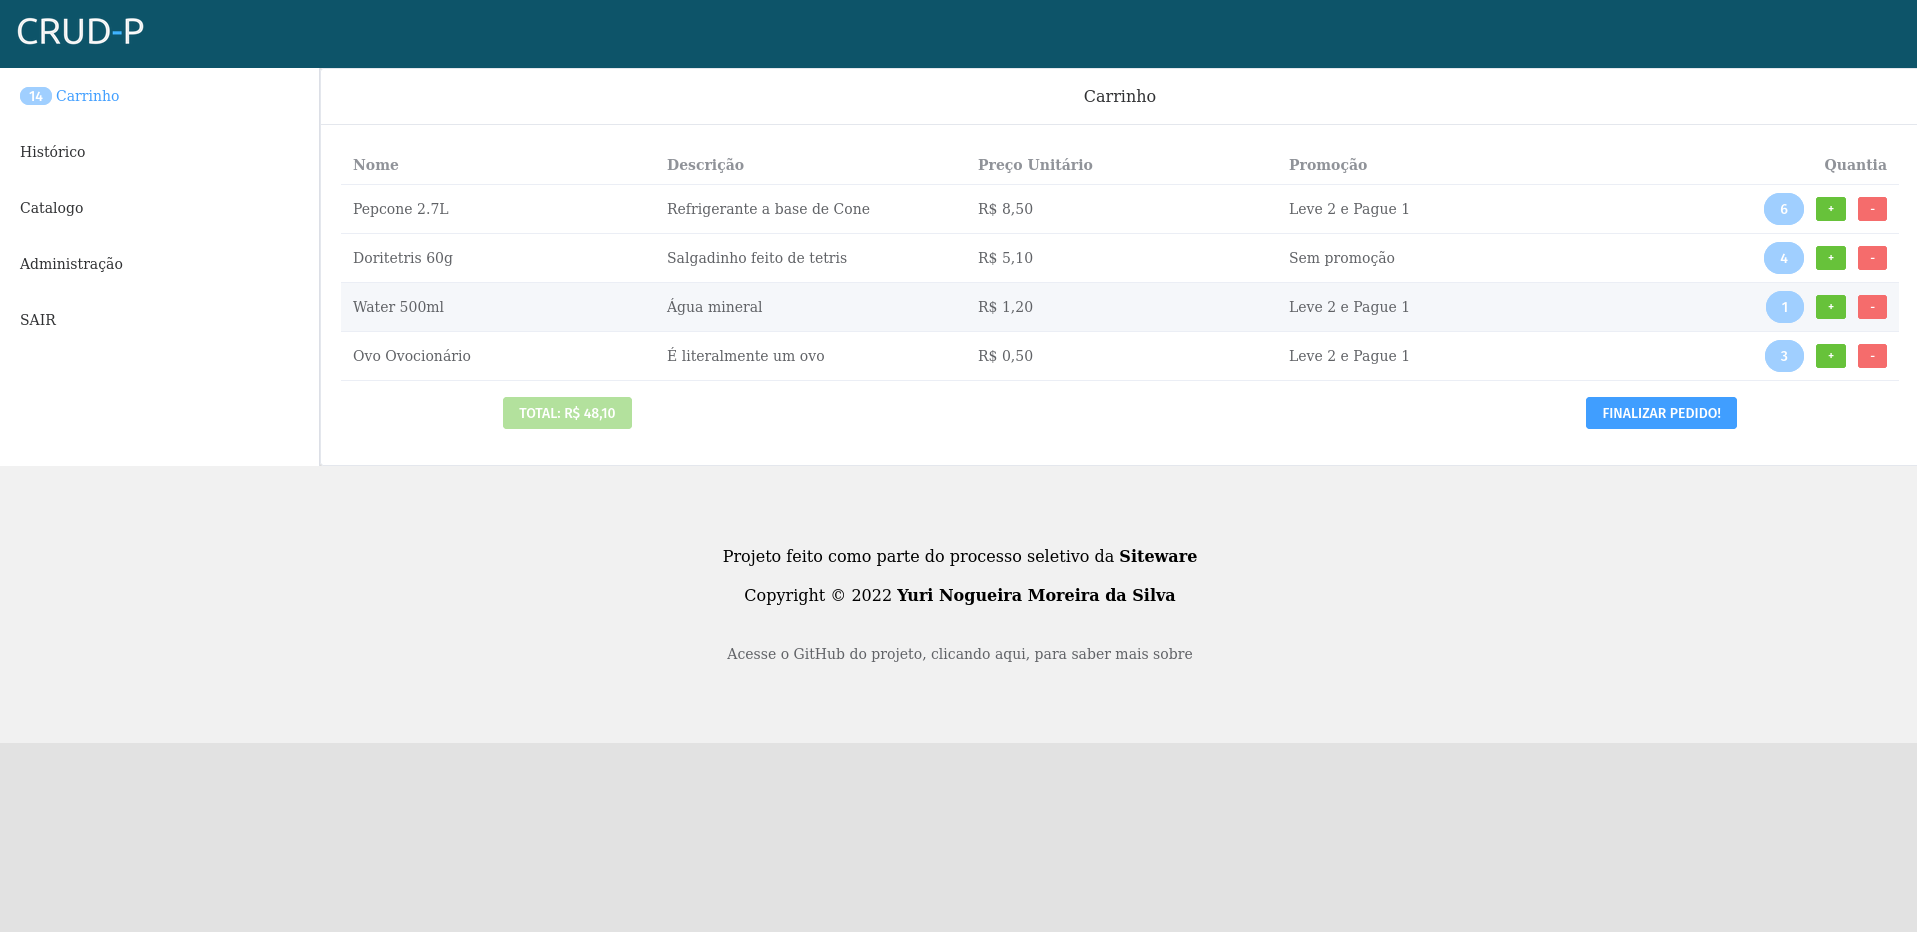 CRUD-P
14 Carrinho
Histórico
Catalogo
Administração
SAIR
Carrinho
Nome Descrição Preço Unitário Promoção Quantia
Pepcone 2.7L Refrigerante a base de Cone R$ 8,50 Leve 2 e Pague 1 6 + -
Doritetris 60g Salgadinho feito de tetris R$ 5,10 Sem promoção 4 + -
Water 500ml Água mineral R$ 1,20 Leve 2 e Pague 1 1 + -
Ovo Ovocionário É literalmente um ovo R$ 0,50 Leve 2 e Pague 1 3 + -
TOTAL: R$ 48,10 FINALIZAR PEDIDO!
Projeto feito como parte do processo seletivo da Siteware
Copyright © 2022 Yuri Nogueira Moreira da Silva
Acesse o GitHub do projeto, clicando aqui, para saber mais sobre